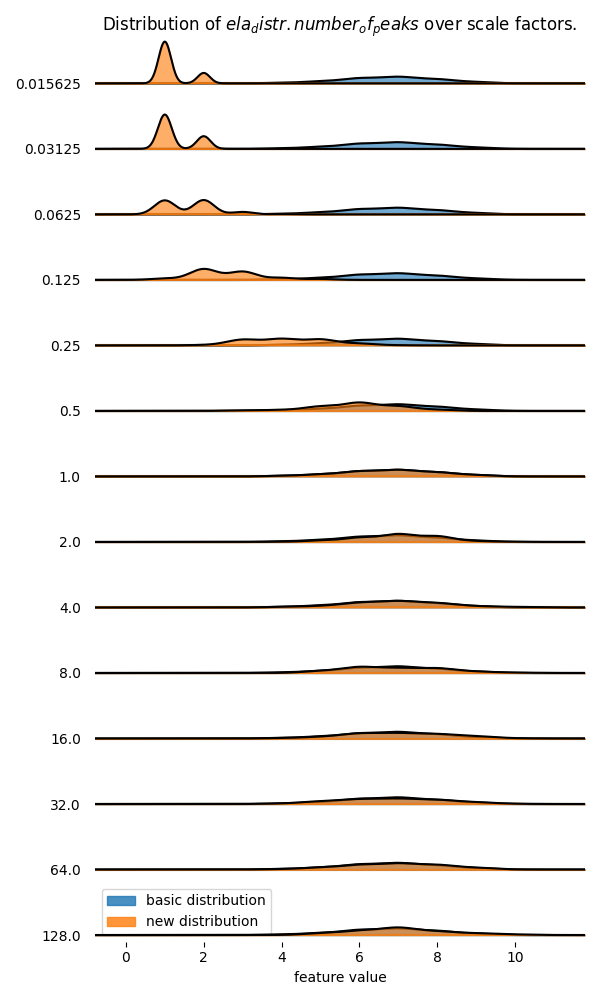 Distribution of ela_distr.number_of_peaks over scale factors.
0.015625
0.03125
0.0625
0.125
0.25
0.5
1.0
2.0
4.0
8.0
16.0
32.0
64.0
basic distribution
new distribution
128.0
0 2 4 6 8 10
feature value